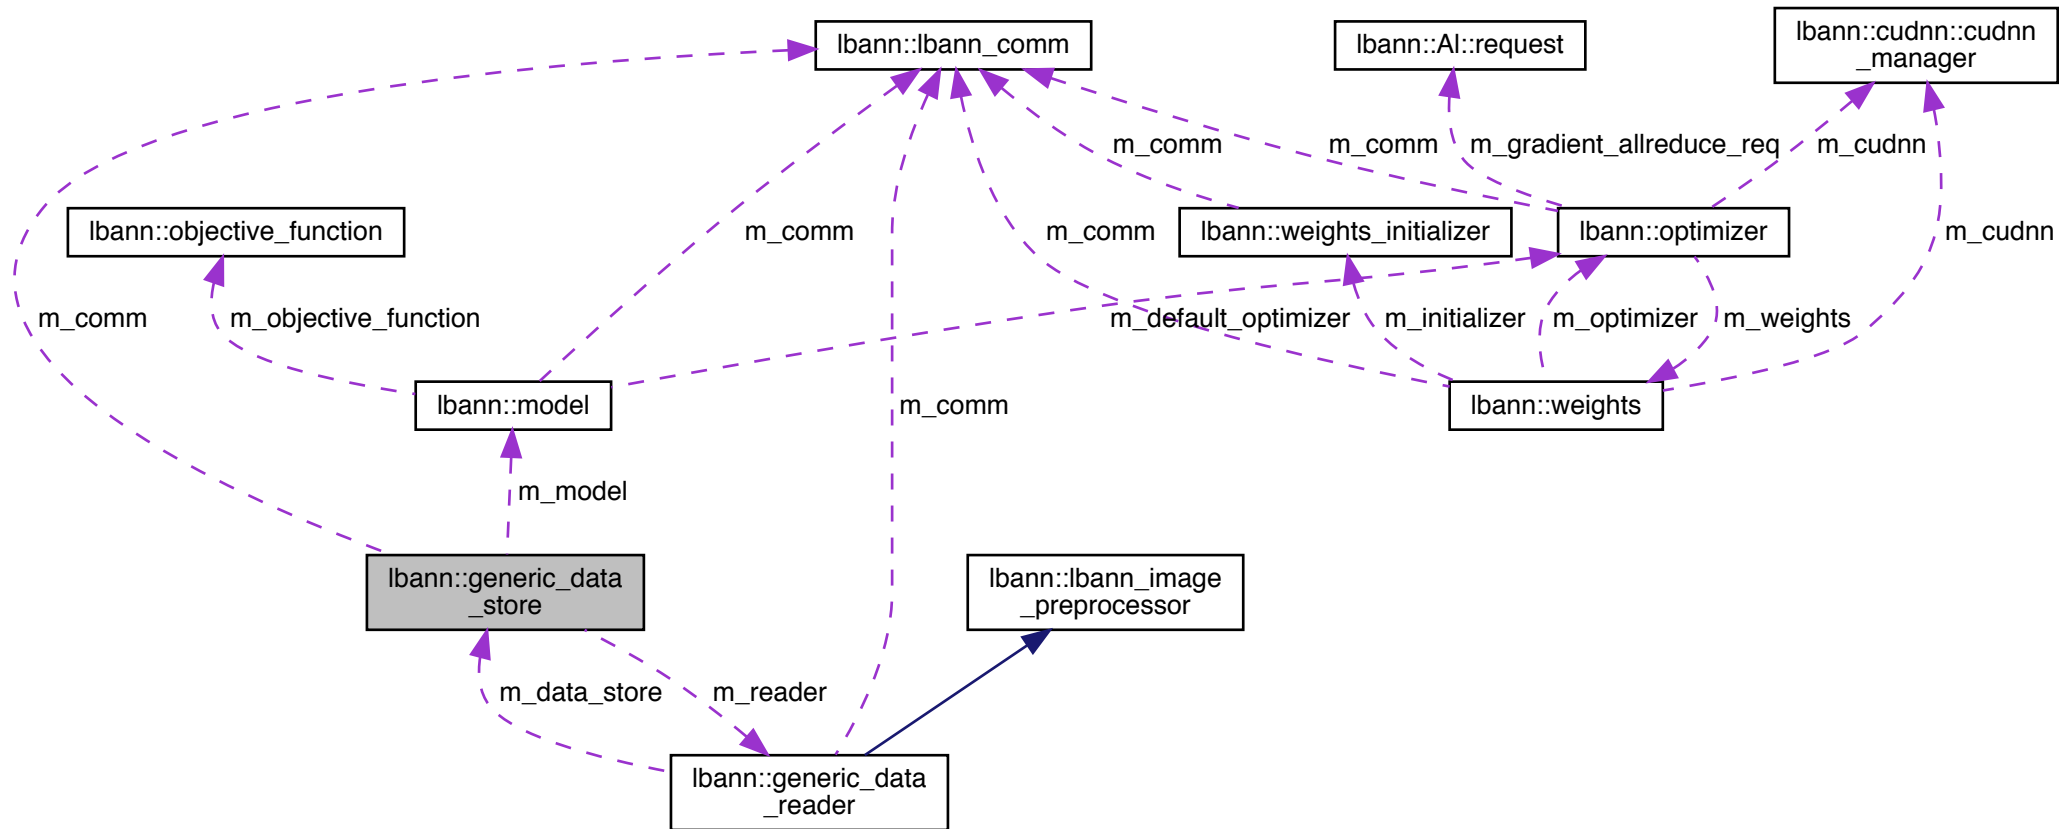 lbann::lbann_comm
lbann::Al::request
lbann::cudnn::cudnn
_manager
m_comm
m_comm
m_gradient_allreduce_req
m_cudnn
lbann::objective_function
m_comm
m_comm
lbann::weights_initializer
lbann::optimizer
m_cudnn
m_comm
m_objective_function
m_default_optimizer
m_initializer
m_optimizer
m_weights
lbann::model
m_comm
lbann::weights
m_model
lbann::generic_data
_store
lbann::lbann_image
_preprocessor
m_data_store
m_reader
lbann::generic_data
_reader